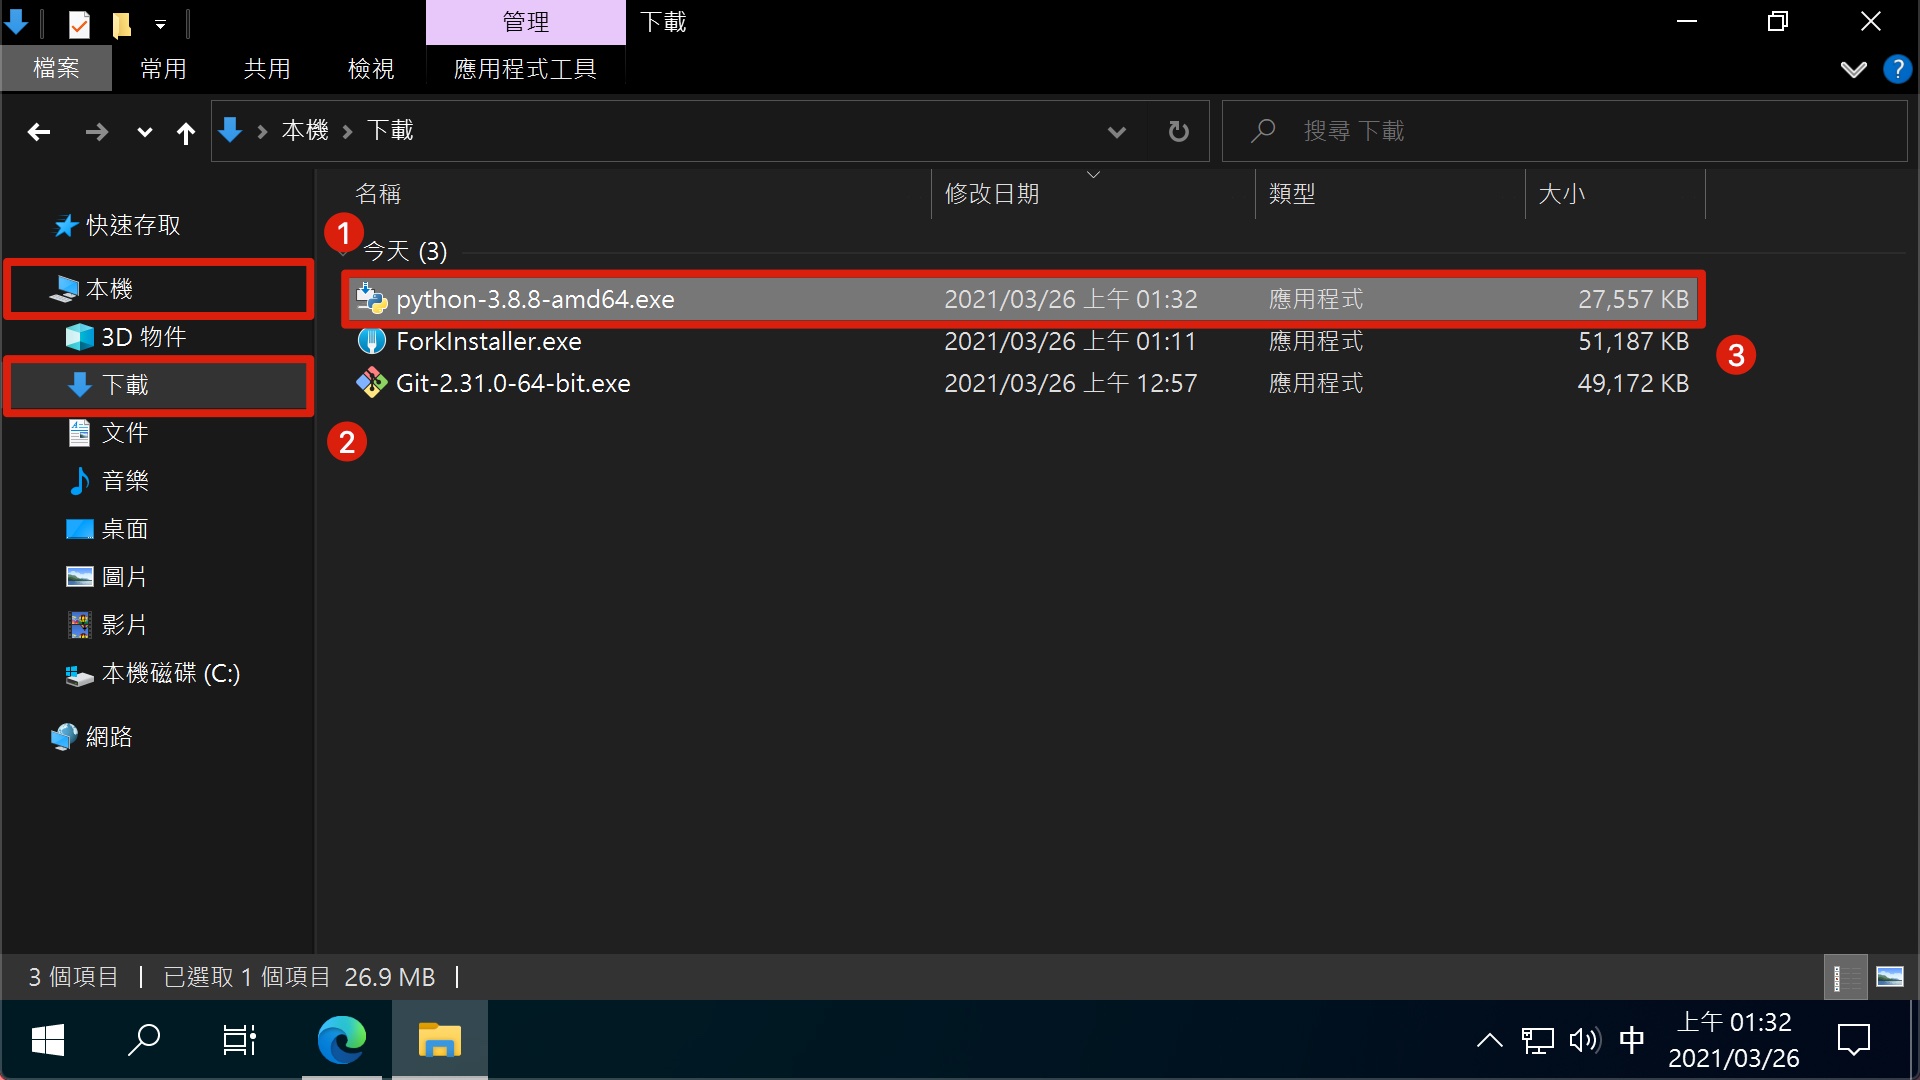 管理
下載
檔案
常用
共用
檢視
應用程式工具
?
本機
下載
搜尋 下載
名稱
修改日期
類型
大小
快速存取
1
今天 (3)
本機
python-3.8.8-amd64.exe 2021/03/26 上午 01:32 應用程式 27,557 KB
3D 物件
ForkInstaller.exe 2021/03/26 上午 01:11 應用程式 51,187 KB
3
下載
Git-2.31.0-64-bit.exe 2021/03/26 上午 12:57 應用程式 49,172 KB
文件
2
音樂
桌面
圖片
影片
本機磁碟 (C:)
網路
3 個項目
已選取 1 個項目 26.9 MB
中
上午 01:32
2021/03/26